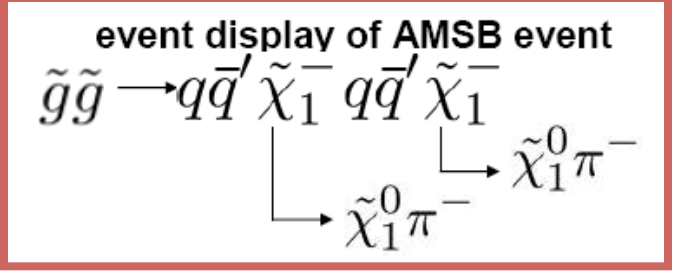 event display of AMSB event
g̃g̃ → qq̄′ χ̃₁⁻ qq̄′ χ̃₁⁻
χ̃₁⁰π⁻
χ̃₁⁰π⁻